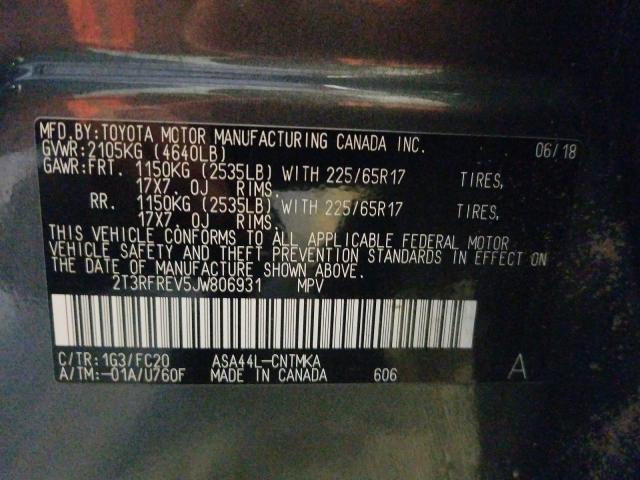 MFD.BY:TOYOTA MOTOR MANUFACTURING CANADA INC. 06/18
GVWR:2105KG (4640LB)
GAWR:FRT. 1150KG (2535LB) WITH 225/65R17 TIRES,
17X7. 0J RIMS.
RR. 1150KG (2535LB) WITH 225/65R17 TIRES,
17X7. 0J RIMS.
THIS VEHICLE CONFORMS TO ALL APPLICABLE FEDERAL MOTOR
VEHICLE SAFETY AND THEFT PREVENTION STANDARDS IN EFFECT ON
THE DATE OF MANUFACTURE SHOWN ABOVE.
2T3RFREV5JW806931 MPV
C/TR:1G3/FC20 ASA44L-CNTMKA
A/TM:-01A/U760F MADE IN CANADA 606 A